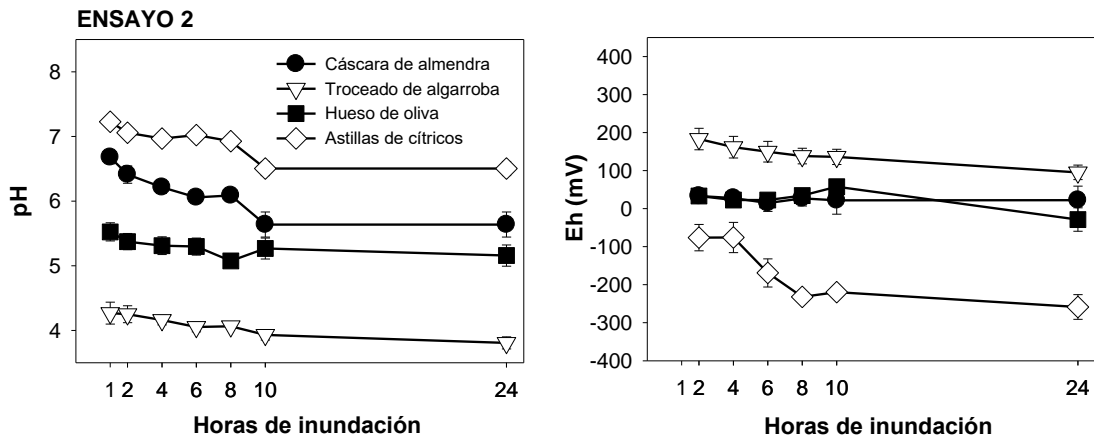 ENSAYO 2
8
7
6
5
4
pH
Cáscara de almendra
Troceado de algarroba
Hueso de oliva
Astillas de cítricos
1 2 4 6 8 10 24
Horas de inundación
400
300
200
100
0
-100
-200
-300
-400
Eh (mV)
1 2 4 6 8 10 24
Horas de inundación